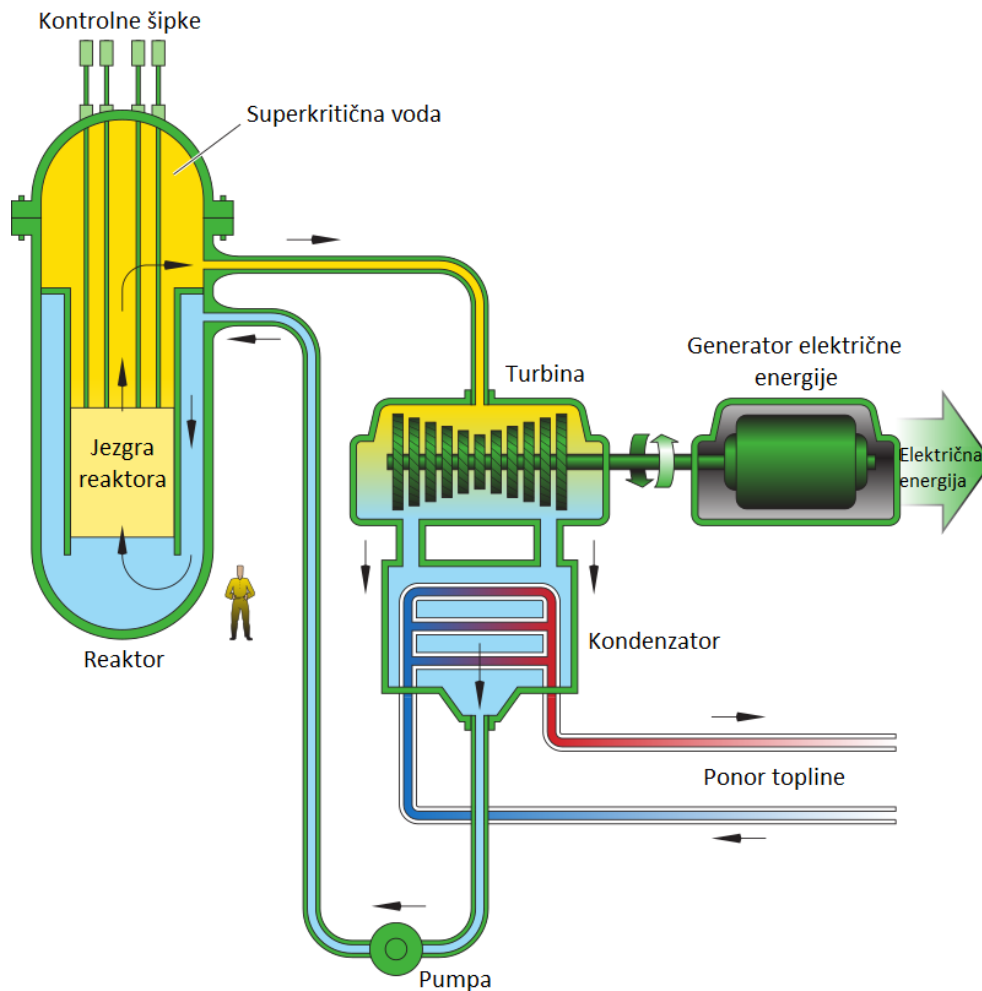 Kontrolne šipke
Superkritična voda
Generator električne
energije
Turbina
Jezgra
reaktora
Električna
energija
Kondenzator
Reaktor
Ponor topline
Pumpa